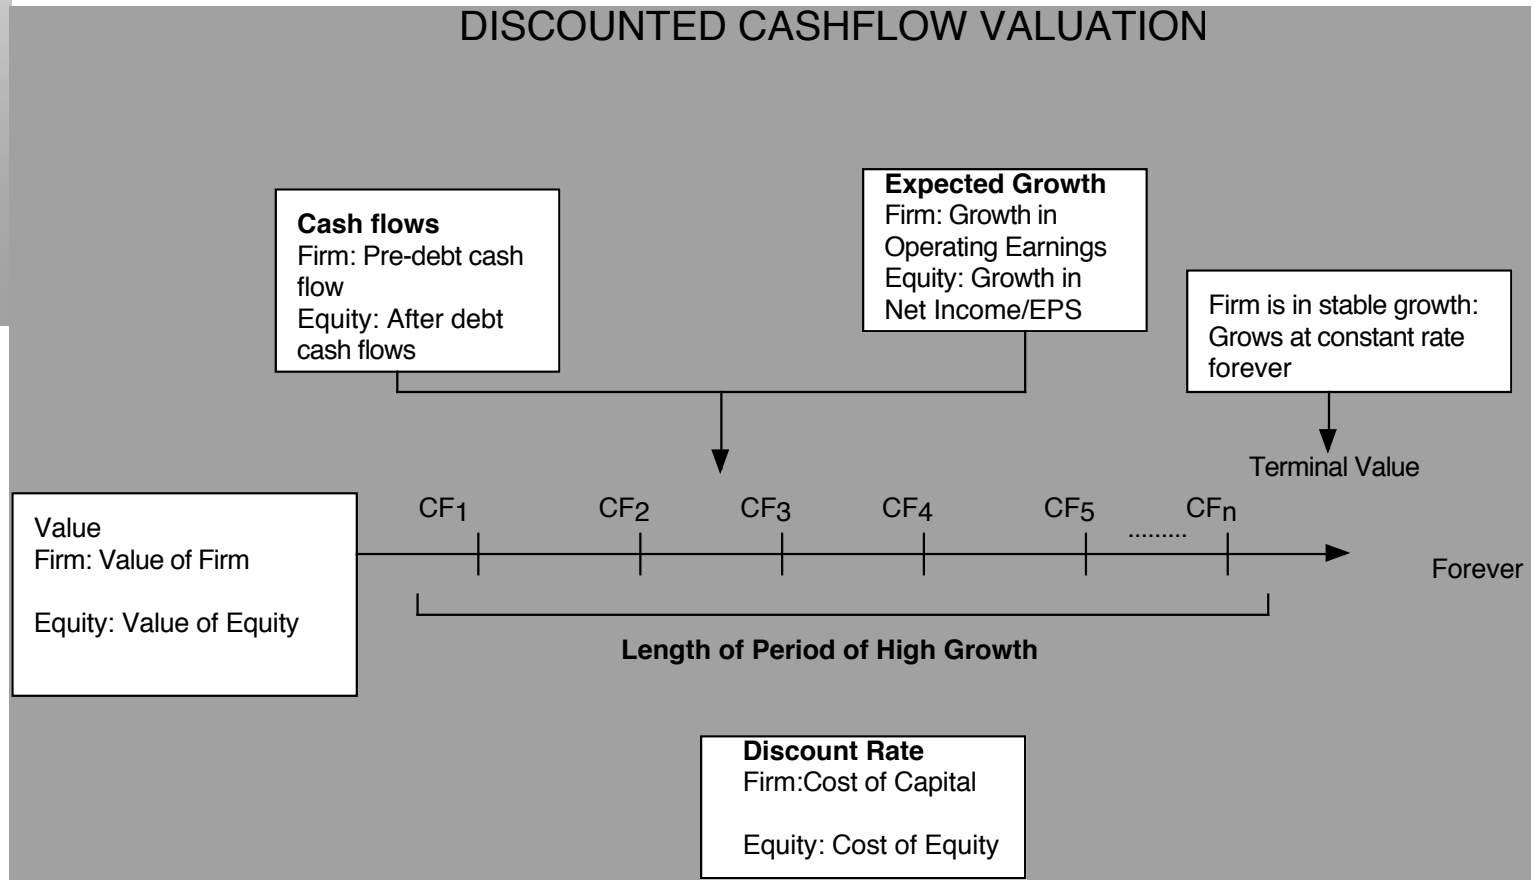 DISCOUNTED CASHFLOW VALUATION
Cash flows
Firm: Pre-debt cash
flow
Equity: After debt
cash flows
Expected Growth
Firm: Growth in
Operating Earnings
Equity: Growth in
Net Income/EPS
Firm is in stable growth:
Grows at constant rate
forever
Terminal Value
CF1 CF2 CF3 CF4 CF5 ......... CFn
Forever
Value
Firm: Value of Firm
Equity: Value of Equity
Length of Period of High Growth
Discount Rate
Firm:Cost of Capital
Equity: Cost of Equity